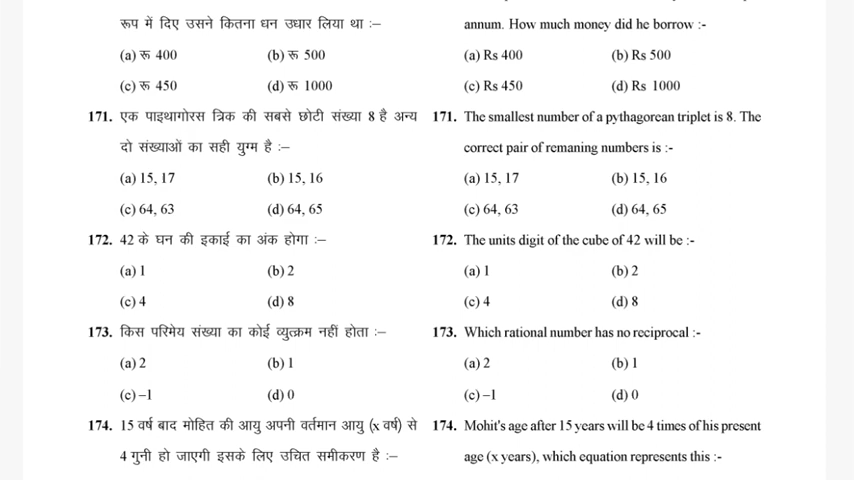 रूप में दिए उसने कितना धन उधार लिया था :–
(a) रू 400 (b) रू 500
(c) रू 450 (d) रू 1000
171. एक पाइथागोरस त्रिक की सबसे छोटी संख्या 8 है अन्य
दो संख्याओं का सही युग्म है :–
(a) 15, 17 (b) 15, 16
(c) 64, 63 (d) 64, 65
172. 42 के घन की इकाई का अंक होगा :–
(a) 1 (b) 2
(c) 4 (d) 8
173. किस परिमेय संख्या का कोई व्युत्क्रम नहीं होता :–
(a) 2 (b) 1
(c) –1 (d) 0
174. 15 वर्ष बाद मोहित की आयु अपनी वर्तमान आयु (x वर्ष) से
4 गुनी हो जाएगी इसके लिए उचित समीकरण है :–
annum. How much money did he borrow :-
(a) Rs 400 (b) Rs 500
(c) Rs 450 (d) Rs 1000
171. The smallest number of a pythagorean triplet is 8. The
correct pair of remaning numbers is :-
(a) 15, 17 (b) 15, 16
(c) 64, 63 (d) 64, 65
172. The units digit of the cube of 42 will be :-
(a) 1 (b) 2
(c) 4 (d) 8
173. Which rational number has no reciprocal :-
(a) 2 (b) 1
(c) –1 (d) 0
174. Mohit's age after 15 years will be 4 times of his present
age (x years), which equation represents this :-